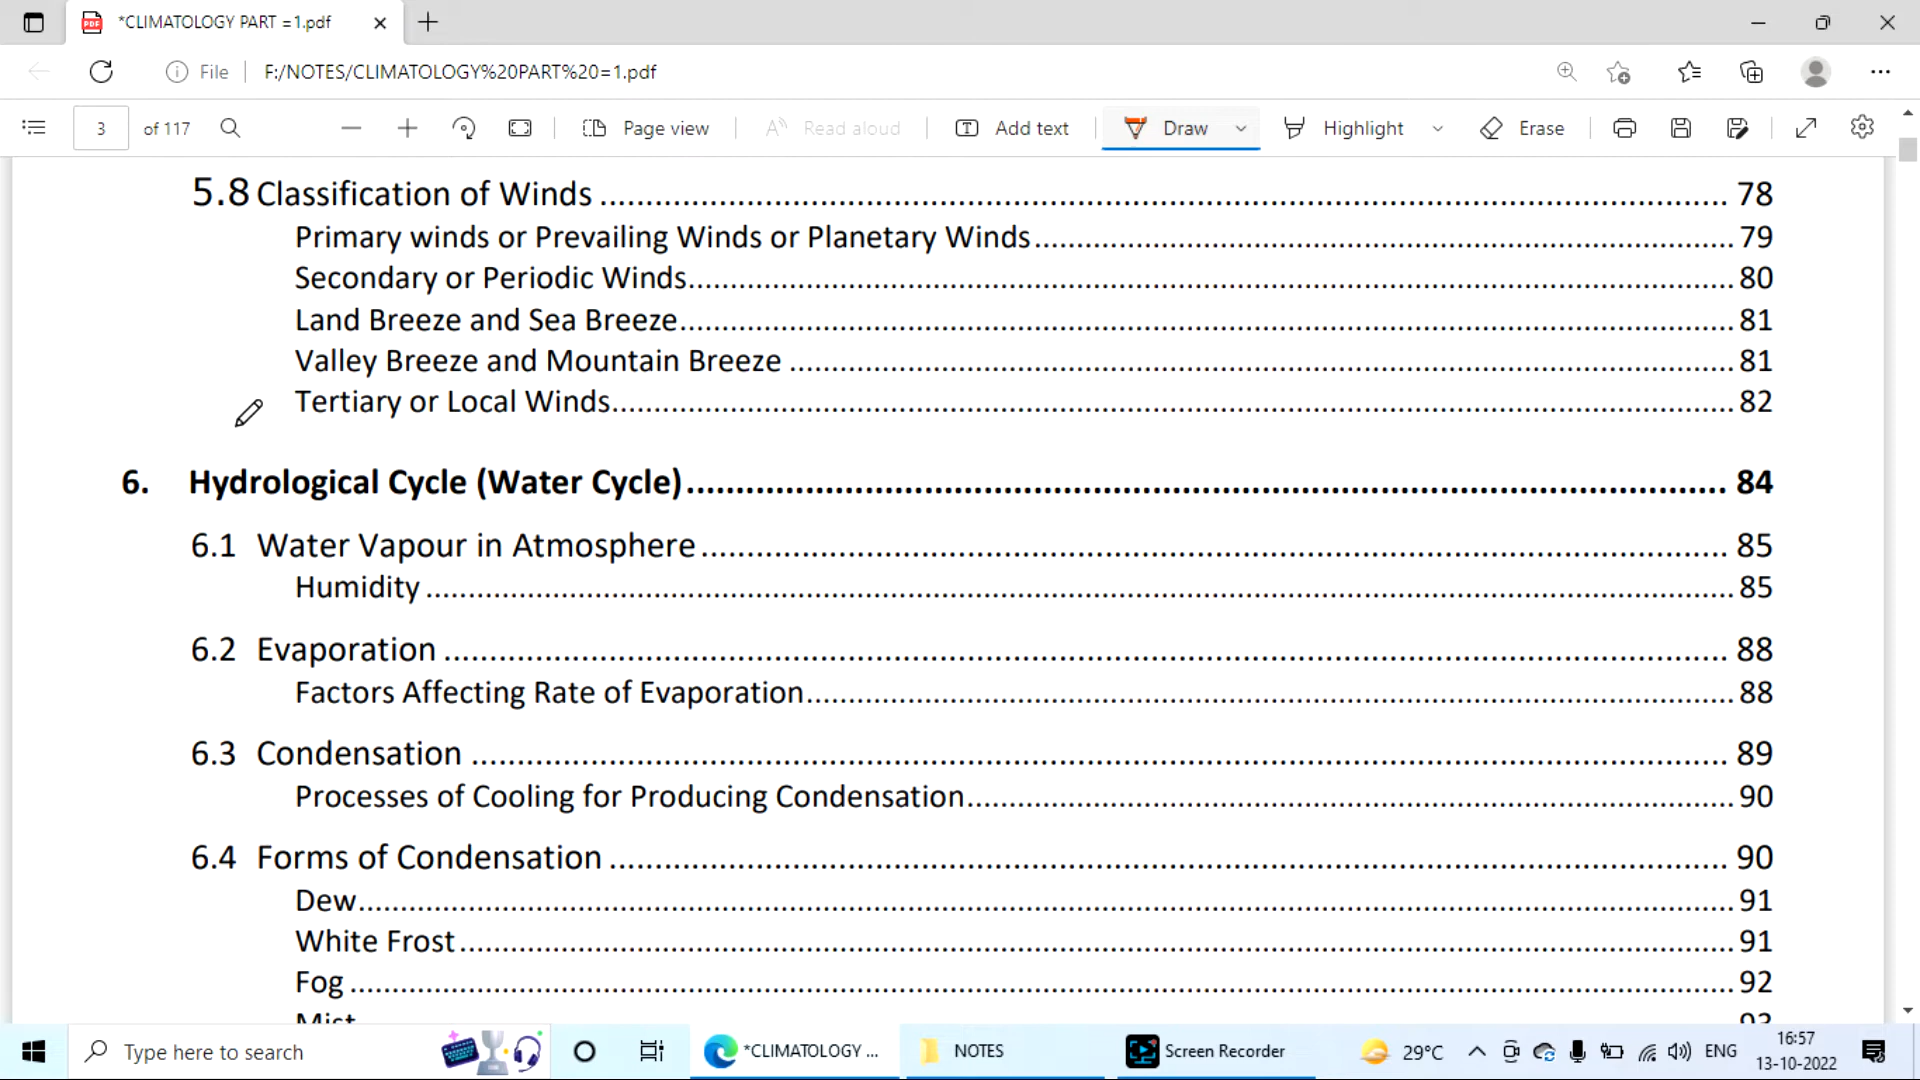 *CLIMATOLOGY PART =1.pdf
File F:/NOTES/CLIMATOLOGY%20PART%20=1.pdf
3 of 117 Page view Read aloud Add text Draw Highlight Erase
5.8 Classification of Winds ........ 78
Primary winds or Prevailing Winds or Planetary Winds ........ 79
Secondary or Periodic Winds ........ 80
Land Breeze and Sea Breeze ........ 81
Valley Breeze and Mountain Breeze ........ 81
Tertiary or Local Winds ........ 82
6. Hydrological Cycle (Water Cycle) ........ 84
6.1 Water Vapour in Atmosphere ........ 85
Humidity ........ 85
6.2 Evaporation ........ 88
Factors Affecting Rate of Evaporation ........ 88
6.3 Condensation ........ 89
Processes of Cooling for Producing Condensation ........ 90
6.4 Forms of Condensation ........ 90
Dew ........ 91
White Frost ........ 91
Fog ........ 92
Type here to search *CLIMATOLOGY ... NOTES Screen Recorder 29°C ENG 16:57
13-10-2022